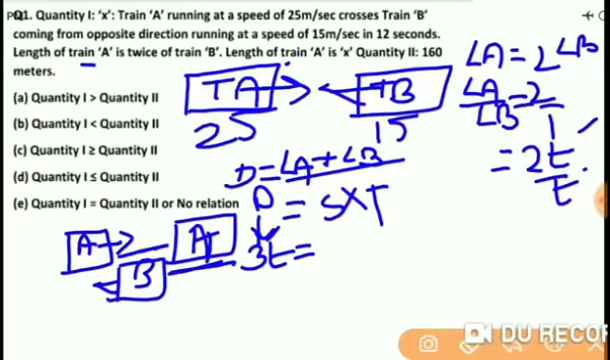 Q1. Quantity I: 'x': Train 'A' running at a speed of 25m/sec crosses Train 'B'
coming from opposite direction running at a speed of 15m/sec in 12 seconds.
Length of train 'A' is twice of train 'B'. Length of train 'A' is 'x' Quantity II: 160
meters.
(a) Quantity I > Quantity II
(b) Quantity I < Quantity II
(c) Quantity I ≥ Quantity II
(d) Quantity I ≤ Quantity II
(e) Quantity I = Quantity II or No relation
LA = 2 LB
LA/LB = 2/1
= 2t/t
TA
TB
25
15
D = LA + LB
D = S X T
3t =
A
A
B
DU RECOR